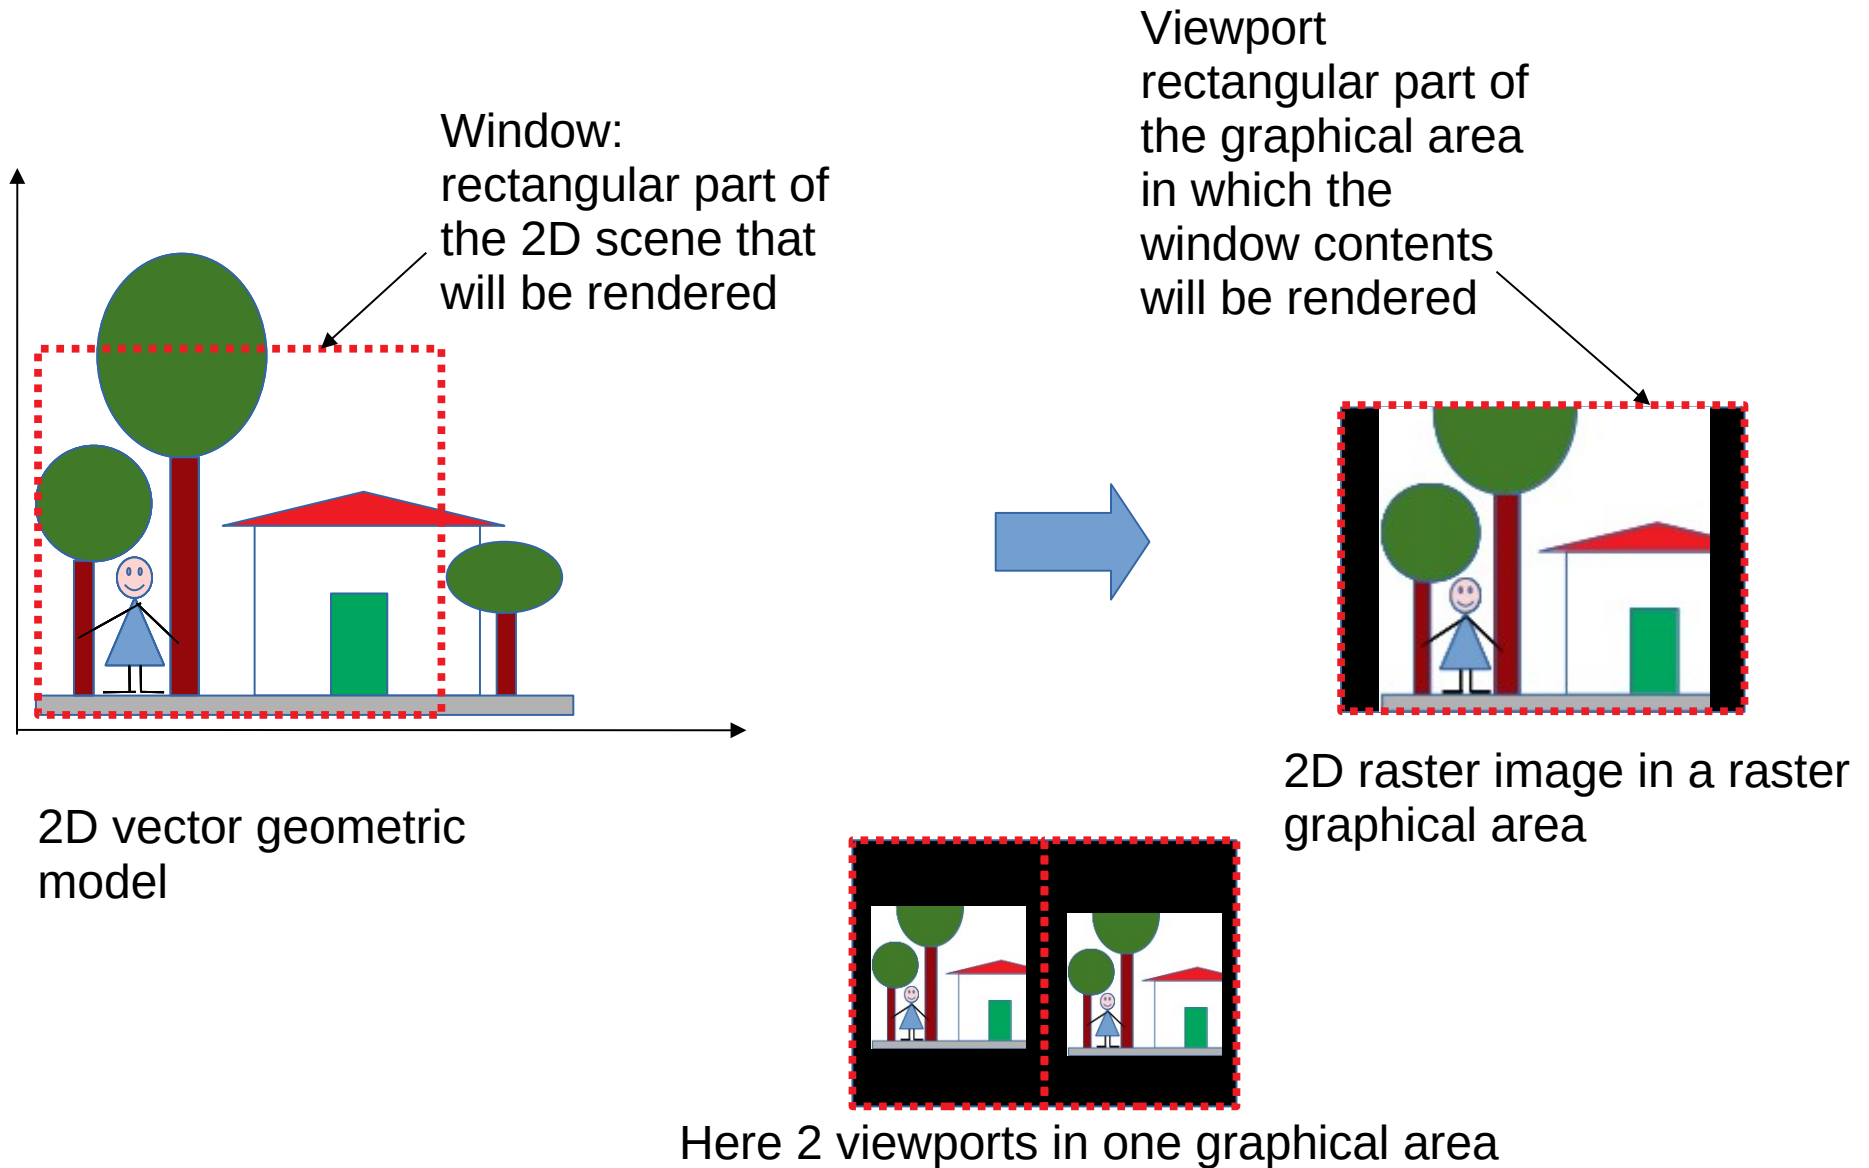 Window:
rectangular part of
the 2D scene that
will be rendered
Viewport
rectangular part of
the graphical area
in which the
window contents
will be rendered
2D vector geometric
model
2D raster image in a raster
graphical area
Here 2 viewports in one graphical area